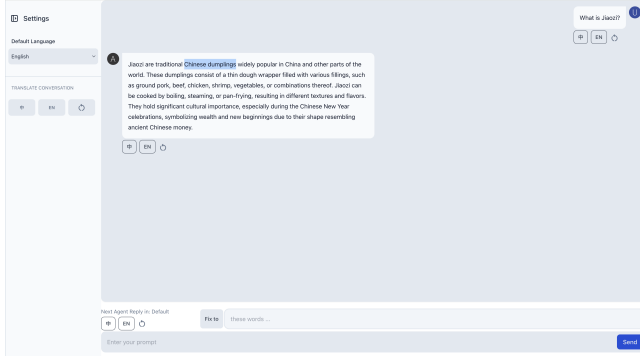 Settings
Default Language
English
TRANSLATE CONVERSATION
中 EN
What is Jiaozi?
U
中 EN
A
Jiaozi are traditional Chinese dumplings widely popular in China and other parts of the
world. These dumplings consist of a thin dough wrapper filled with various fillings, such
as ground pork, beef, chicken, shrimp, vegetables, or combinations thereof. Jiaozi can
be cooked by boiling, steaming, or pan-frying, resulting in different textures and flavors.
They hold significant cultural importance, especially during the Chinese New Year
celebrations, symbolizing wealth and new beginnings due to their shape resembling
ancient Chinese money.
中 EN
Next Agent Reply in: Default
中 EN
Fix to
these words ...
Enter your prompt
Send